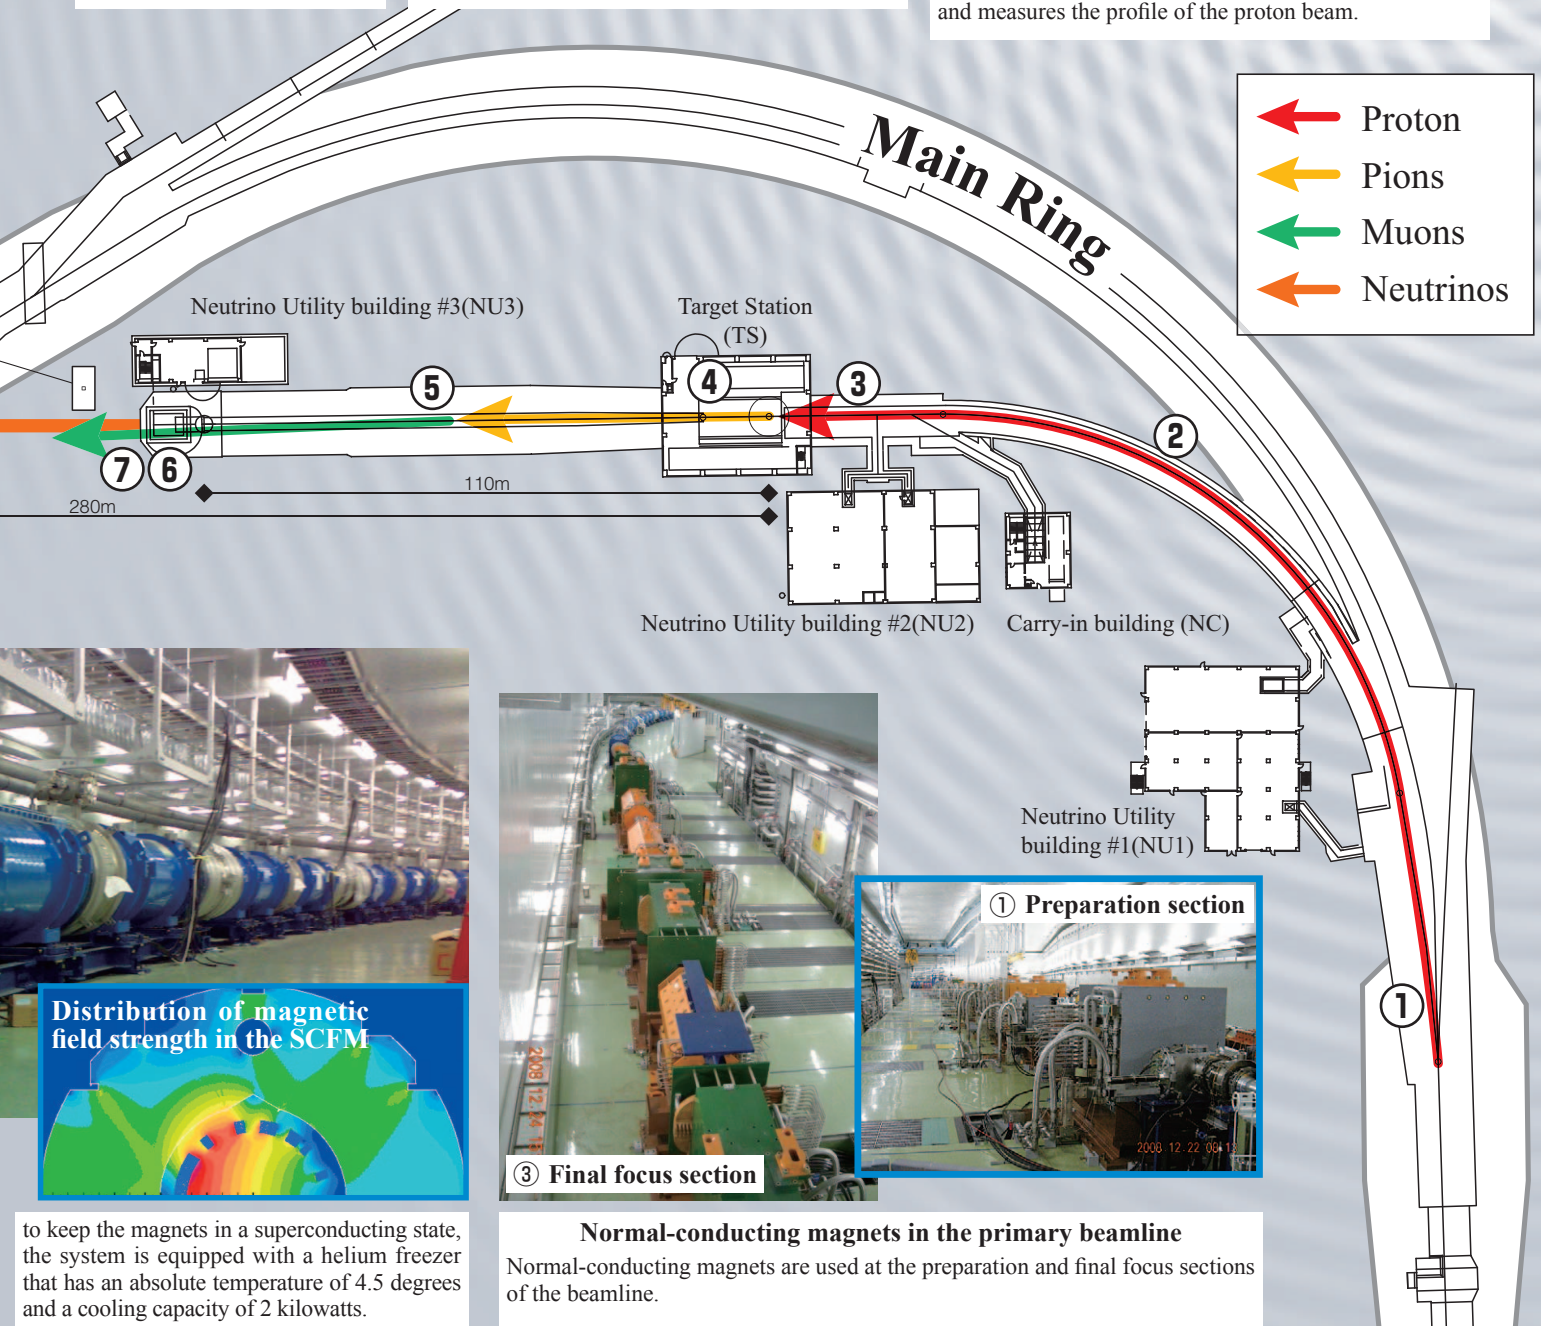 and measures the profile of the proton beam.
Proton
Pions
Muons
Neutrinos
Main Ring
Neutrino Utility building #3(NU3)
Target Station
(TS)
5
4
3
2
7
6
110m
280m
Neutrino Utility building #2(NU2)
Carry-in building (NC)
Neutrino Utility
building #1(NU1)
1
① Preparation section
2008.12.22
Distribution of magnetic
field strength in the SCFM
③ Final focus section
to keep the magnets in a superconducting state,
the system is equipped with a helium freezer
that has an absolute temperature of 4.5 degrees
and a cooling capacity of 2 kilowatts.
Normal-conducting magnets in the primary beamline
Normal-conducting magnets are used at the preparation and final focus sections
of the beamline.